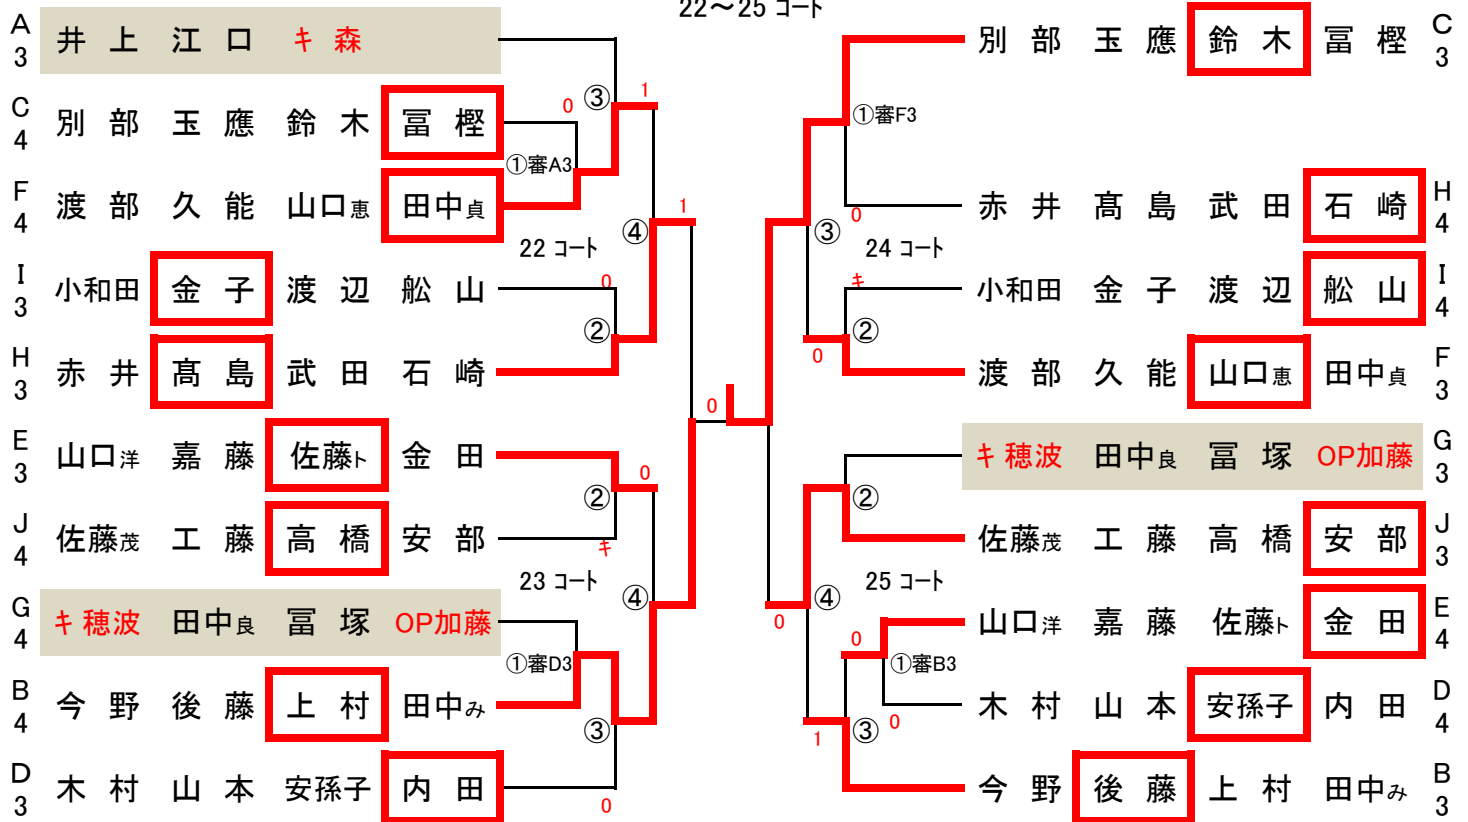 22～25 コート
A 3 井上 江口 キ 森
C 4 別部 玉應 鈴木 冨樫
F 4 渡部 久能 山口恵 田中貞
I 3 小和田 金子 渡辺 舩山
H 3 赤井 髙島 武田 石崎
E 3 山口洋 嘉藤 佐藤ト 金田
J 4 佐藤茂 工藤 高橋 安部
G 4 キ 穂波 田中良 冨塚 OP加藤
B 4 今野 後藤 上村 田中み
D 3 木村 山本 安孫子 内田
③ 1
0
①審A3
④ 1
22 コート
0
②
0
0
②
キ
23 コート
④
①審D3
③
0
別部 玉應 鈴木 冨樫 C 3
赤井 髙島 武田 石崎 H 4
小和田 金子 渡辺 舩山 I 4
渡部 久能 山口恵 田中貞 F 3
キ 穂波 田中良 冨塚 OP加藤 G 3
佐藤茂 工藤 高橋 安部 J 3
山口洋 嘉藤 佐藤ト 金田 E 4
木村 山本 安孫子 内田 D 4
今野 後藤 上村 田中み B 3
①審F3
0
③
24 コート
キ
②
0
②
25 コート
④
0
0
①審B3
0
1
③